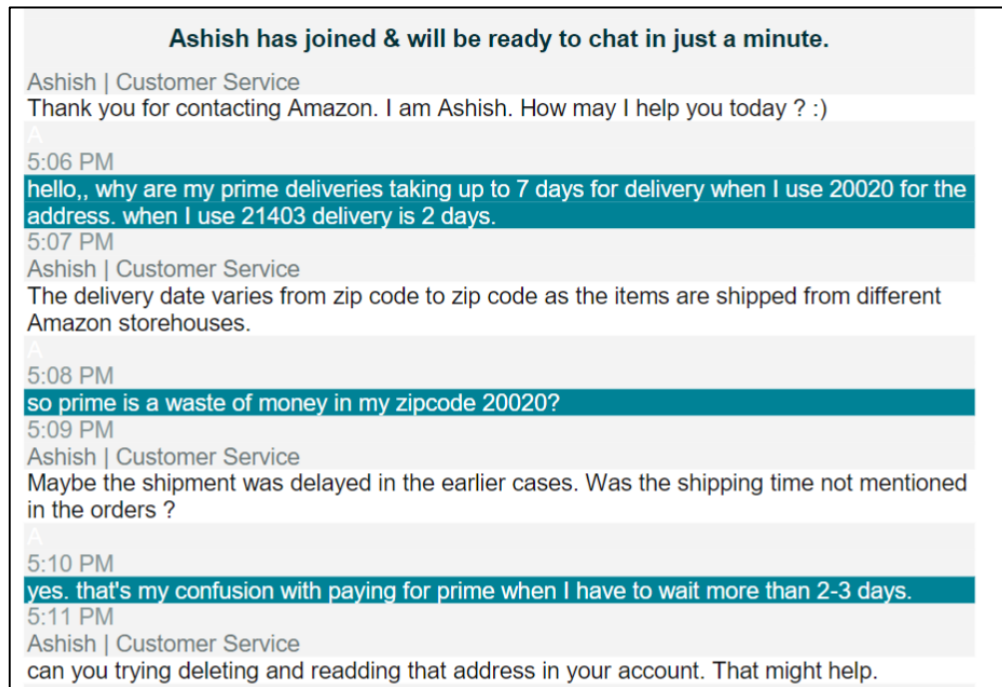 Ashish has joined & will be ready to chat in just a minute.
Ashish | Customer Service
Thank you for contacting Amazon. I am Ashish. How may I help you today ? :)
A
5:06 PM
hello,, why are my prime deliveries taking up to 7 days for delivery when I use 20020 for the
address. when I use 21403 delivery is 2 days.
5:07 PM
Ashish | Customer Service
The delivery date varies from zip code to zip code as the items are shipped from different
Amazon storehouses.
A
5:08 PM
so prime is a waste of money in my zipcode 20020?
5:09 PM
Ashish | Customer Service
Maybe the shipment was delayed in the earlier cases. Was the shipping time not mentioned
in the orders ?
A
5:10 PM
yes. that's my confusion with paying for prime when I have to wait more than 2-3 days.
5:11 PM
Ashish | Customer Service
can you trying deleting and readding that address in your account. That might help.